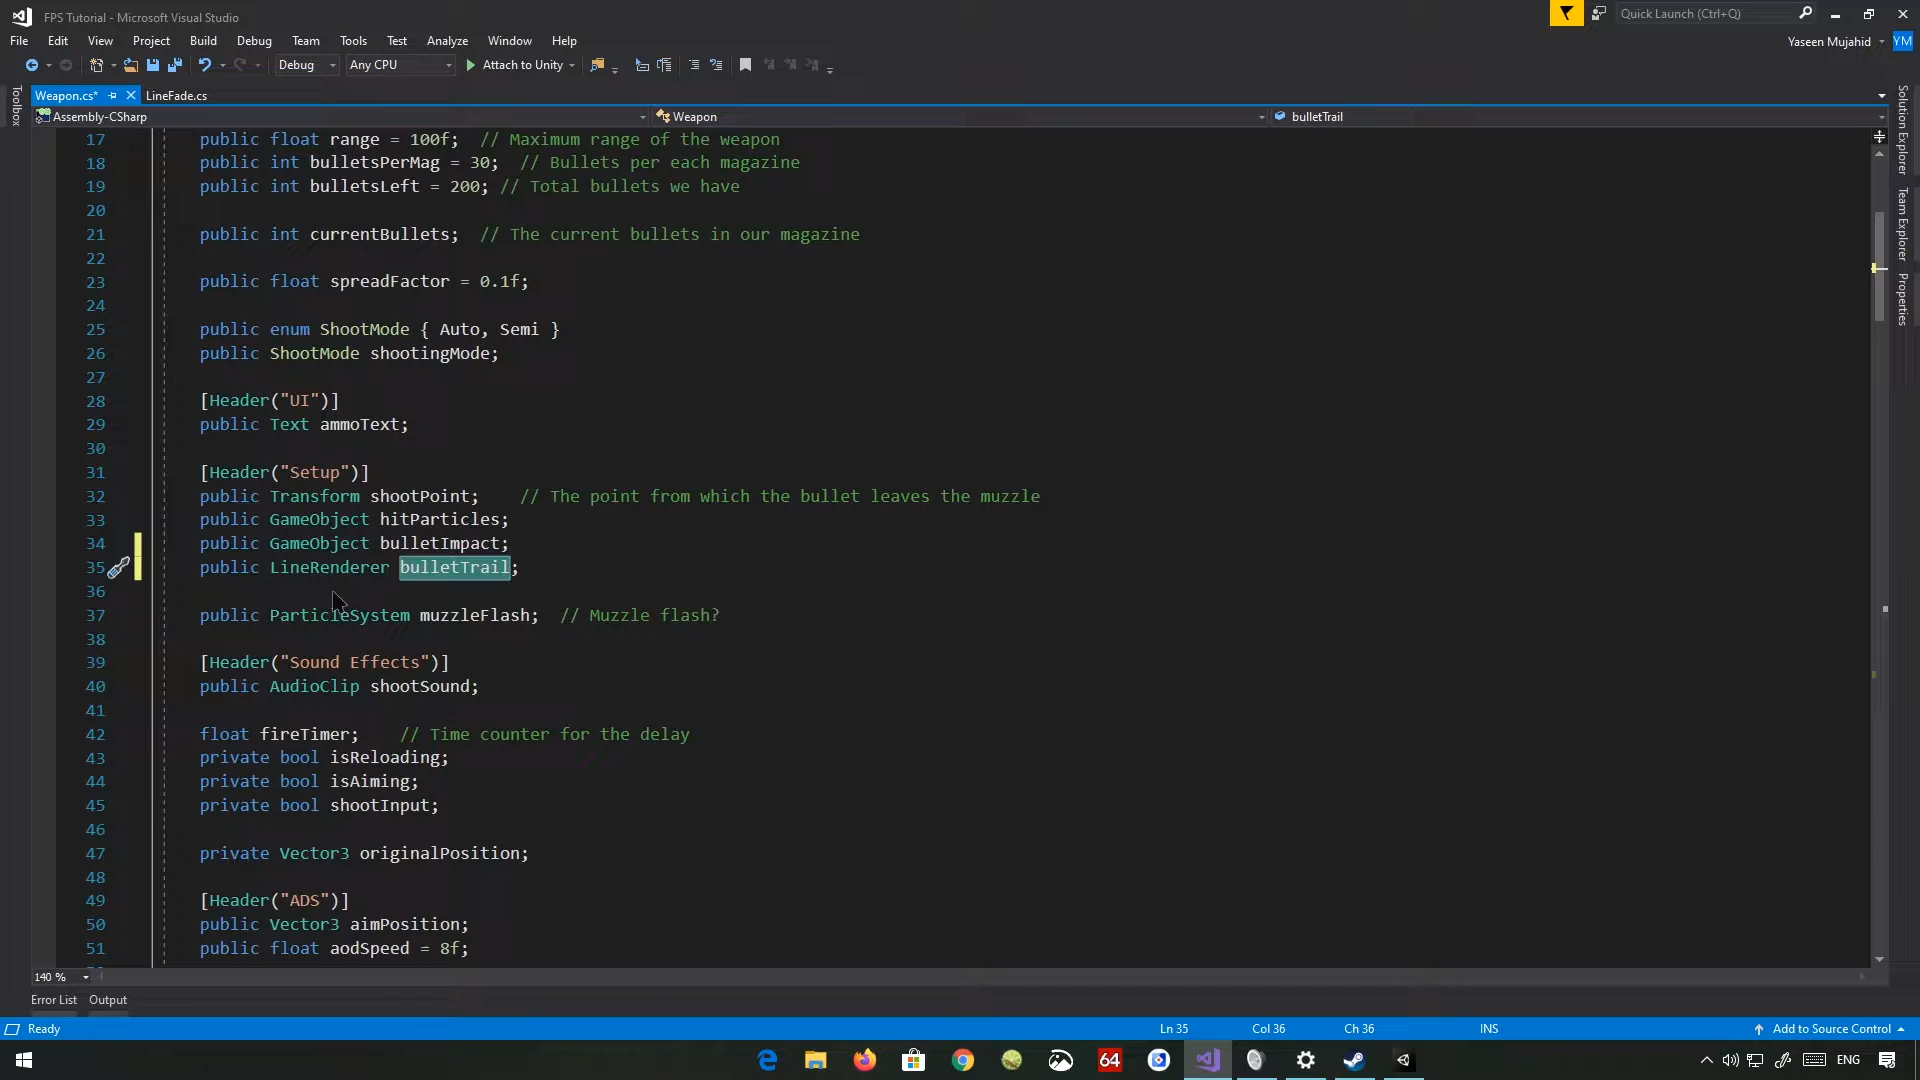 FPS Tutorial - Microsoft Visual Studio
Quick Launch (Ctrl+Q)
File Edit View Project Build Debug Team Tools Test Analyze Window Help
Yaseen Mujahid YM
Debug Any CPU Attach to Unity
Toolbox
Weapon.cs* LineFade.cs
Assembly-CSharp Weapon bulletTrail
17 public float range = 100f; // Maximum range of the weapon
18 public int bulletsPerMag = 30; // Bullets per each magazine
19 public int bulletsLeft = 200; // Total bullets we have
20
21 public int currentBullets; // The current bullets in our magazine
22
23 public float spreadFactor = 0.1f;
24
25 public enum ShootMode { Auto, Semi }
26 public ShootMode shootingMode;
27
28 [Header("UI")]
29 public Text ammoText;
30
31 [Header("Setup")]
32 public Transform shootPoint; // The point from which the bullet leaves the muzzle
33 public GameObject hitParticles;
34 public GameObject bulletImpact;
35 public LineRenderer bulletTrail;
36
37 public ParticleSystem muzzleFlash; // Muzzle flash?
38
39 [Header("Sound Effects")]
40 public AudioClip shootSound;
41
42 float fireTimer; // Time counter for the delay
43 private bool isReloading;
44 private bool isAiming;
45 private bool shootInput;
46
47 private Vector3 originalPosition;
48
49 [Header("ADS")]
50 public Vector3 aimPosition;
51 public float aodSpeed = 8f;
Solution Explorer
Team Explorer
Properties
140 %
Error List Output
Ready Ln 35 Col 36 Ch 36 INS Add to Source Control
64
ENG